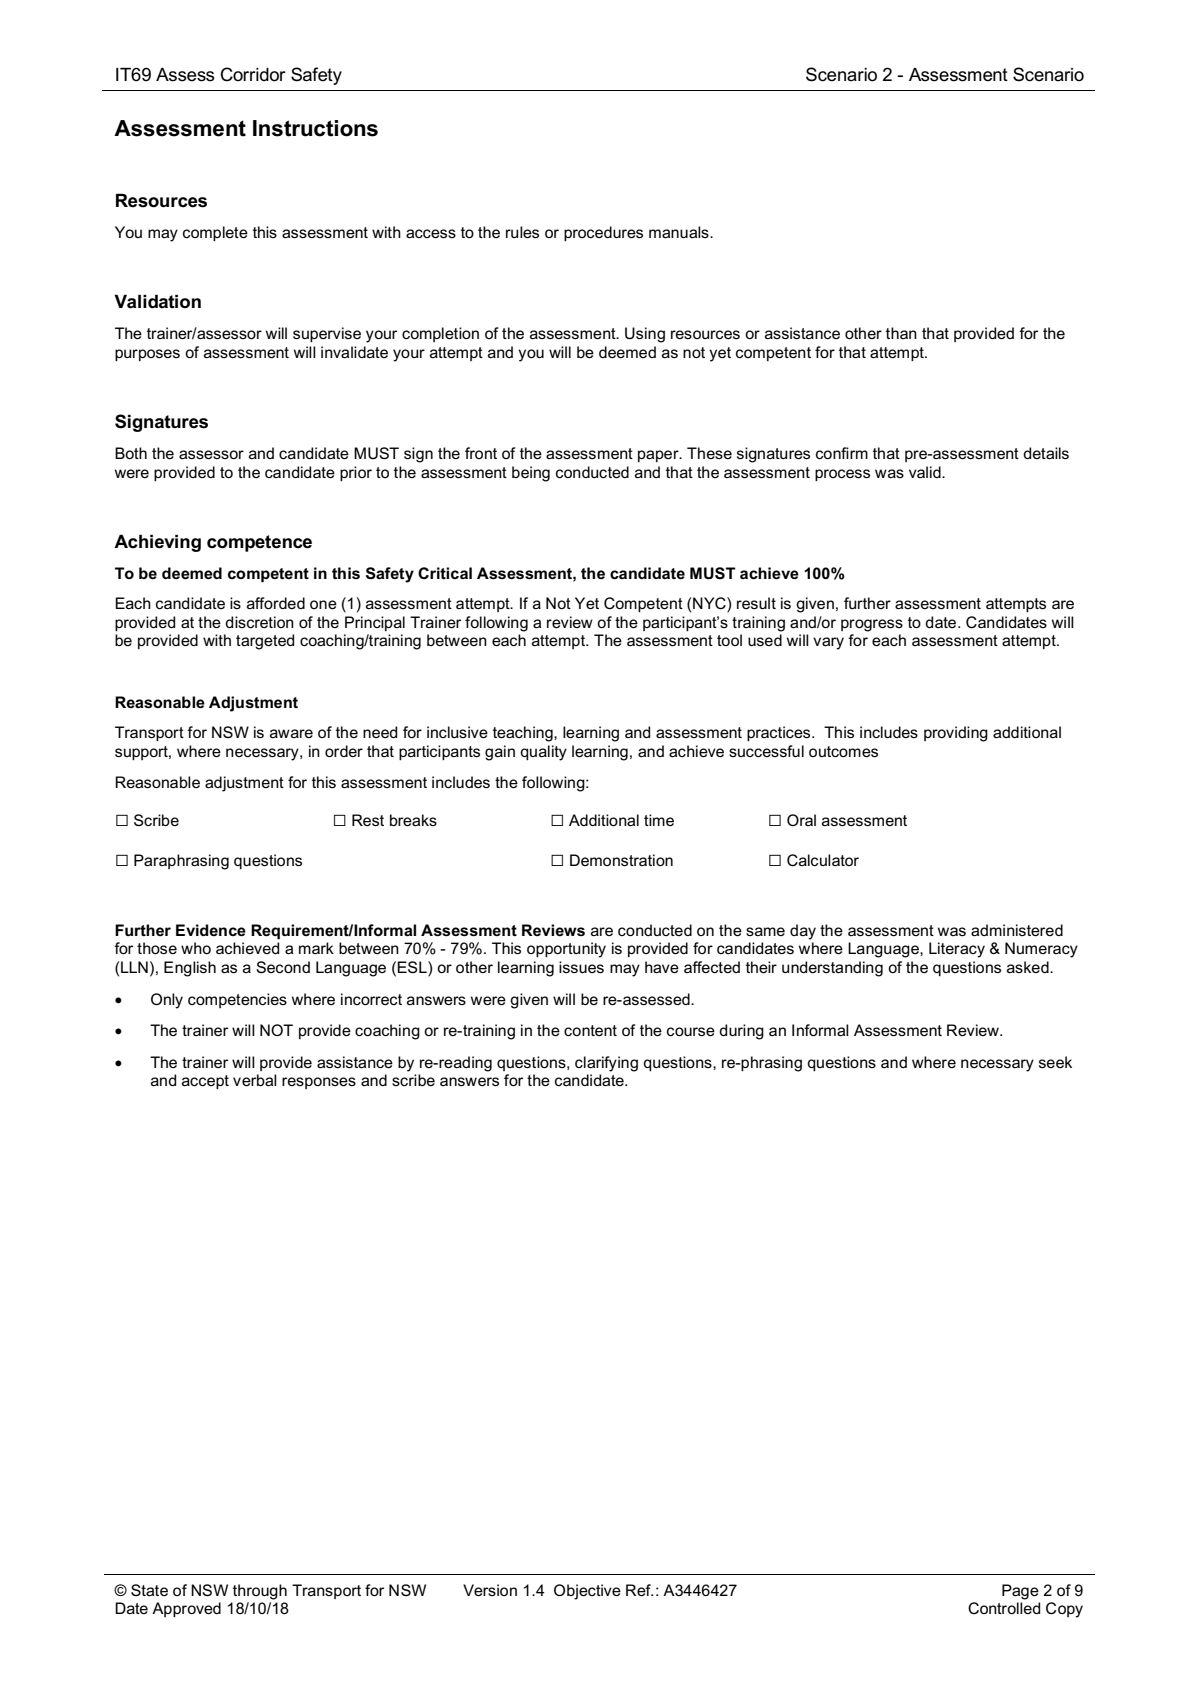 IT69 Assess Corridor Safety Scenario 2 - Assessment Scenario
Assessment Instructions
Resources
You may complete this assessment with access to the rules or procedures manuals.
Validation
The trainer/assessor will supervise your completion of the assessment. Using resources or assistance other than that provided for the
purposes of assessment will invalidate your attempt and you will be deemed as not yet competent for that attempt.
Signatures
Both the assessor and candidate MUST sign the front of the assessment paper. These signatures confirm that pre-assessment details
were provided to the candidate prior to the assessment being conducted and that the assessment process was valid.
Achieving competence
To be deemed competent in this Safety Critical Assessment, the candidate MUST achieve 100%
Each candidate is afforded one (1) assessment attempt. If a Not Yet Competent (NYC) result is given, further assessment attempts are
provided at the discretion of the Principal Trainer following a review of the participant's training and/or progress to date. Candidates will
be provided with targeted coaching/training between each attempt. The assessment tool used will vary for each assessment attempt.
Reasonable Adjustment
Transport for NSW is aware of the need for inclusive teaching, learning and assessment practices. This includes providing additional
support, where necessary, in order that participants gain quality learning, and achieve successful outcomes
Reasonable adjustment for this assessment includes the following:
☐ Scribe ☐ Rest breaks ☐ Additional time ☐ Oral assessment
☐ Paraphrasing questions ☐ Demonstration ☐ Calculator
Further Evidence Requirement/Informal Assessment Reviews are conducted on the same day the assessment was administered
for those who achieved a mark between 70% - 79%. This opportunity is provided for candidates where Language, Literacy & Numeracy
(LLN), English as a Second Language (ESL) or other learning issues may have affected their understanding of the questions asked.
• Only competencies where incorrect answers were given will be re-assessed.
• The trainer will NOT provide coaching or re-training in the content of the course during an Informal Assessment Review.
• The trainer will provide assistance by re-reading questions, clarifying questions, re-phrasing questions and where necessary seek
and accept verbal responses and scribe answers for the candidate.
© State of NSW through Transport for NSW Version 1.4 Objective Ref.: A3446427 Page 2 of 9
Date Approved 18/10/18 Controlled Copy